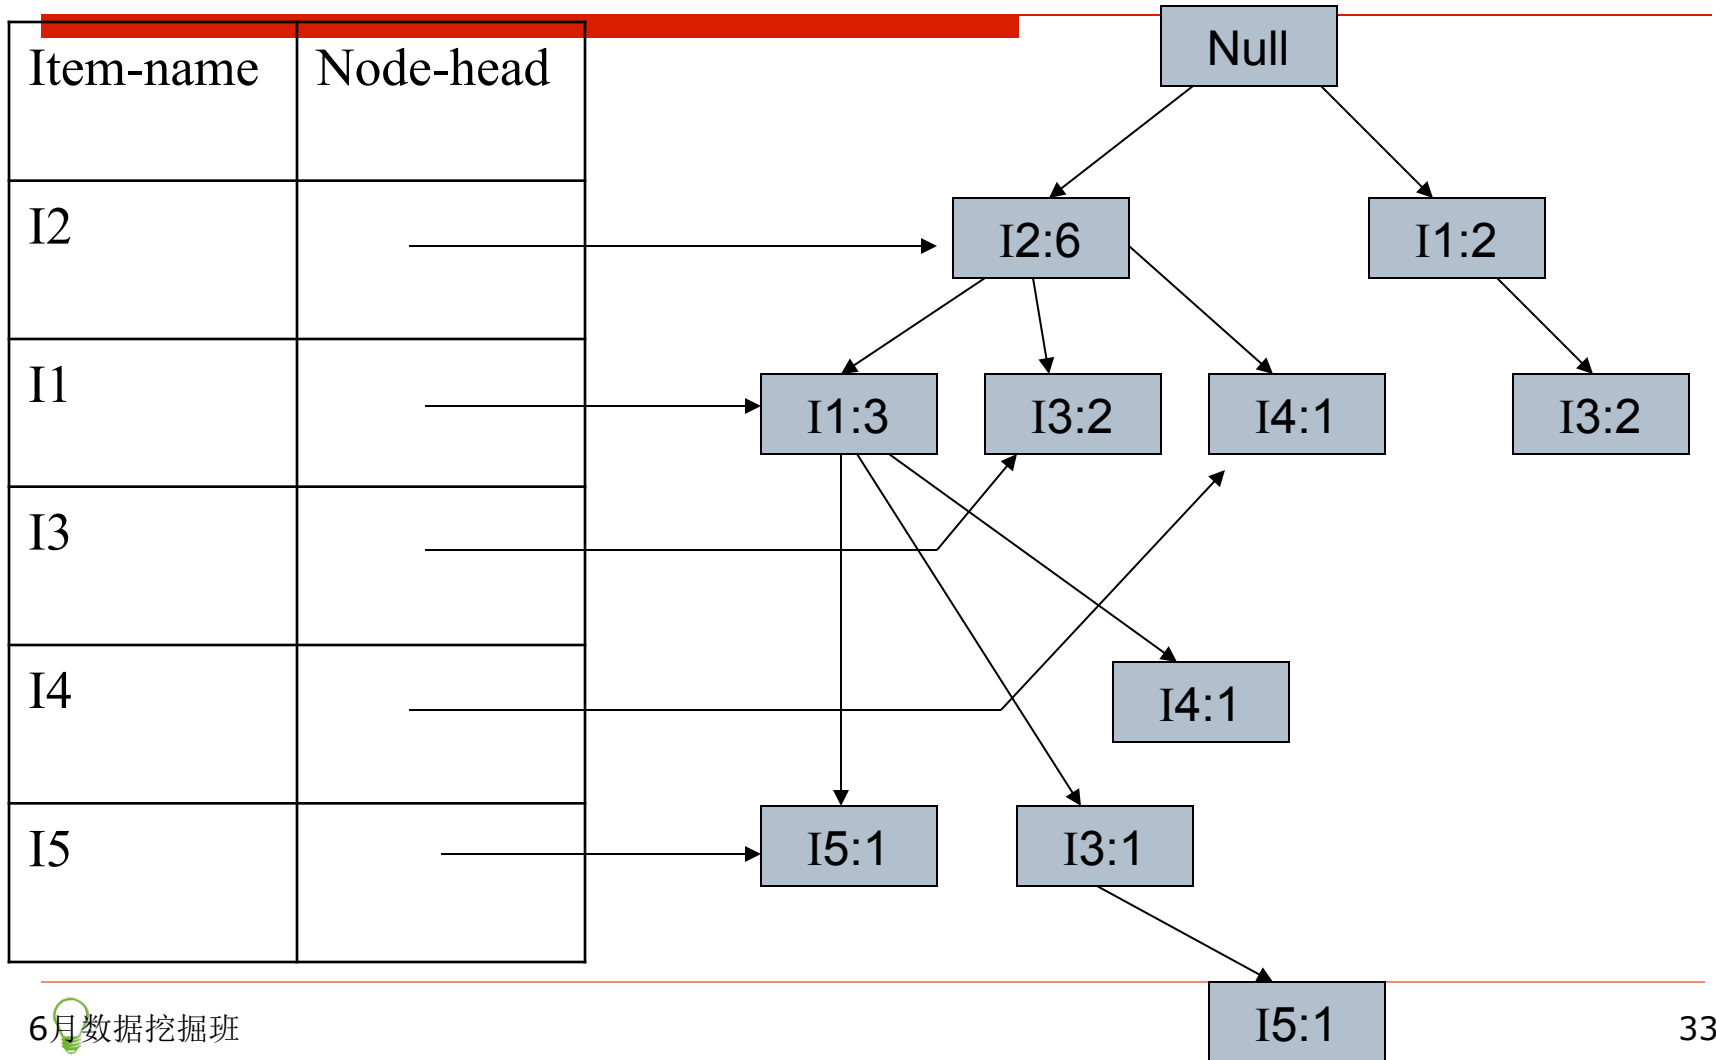 Item-name Node-head
I2
I1
I3
I4
I5
Null
I2:6 I1:2
I1:3 I3:2 I4:1 I3:2
I4:1
I5:1 I3:1
I5:1
6月数据挖掘班
33